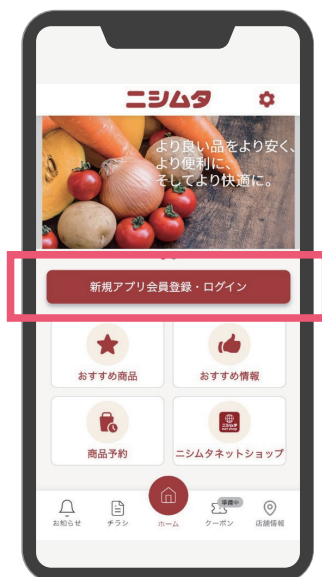 ニシムタ
より良い品をより安く、
より便利に、
そしてより快適に。
新規アプリ会員登録・ログイン
おすすめ商品
おすすめ情報
商品予約
ニシムタネットショップ
準備中
お知らせ
チラシ
ホーム
クーポン
店舗情報